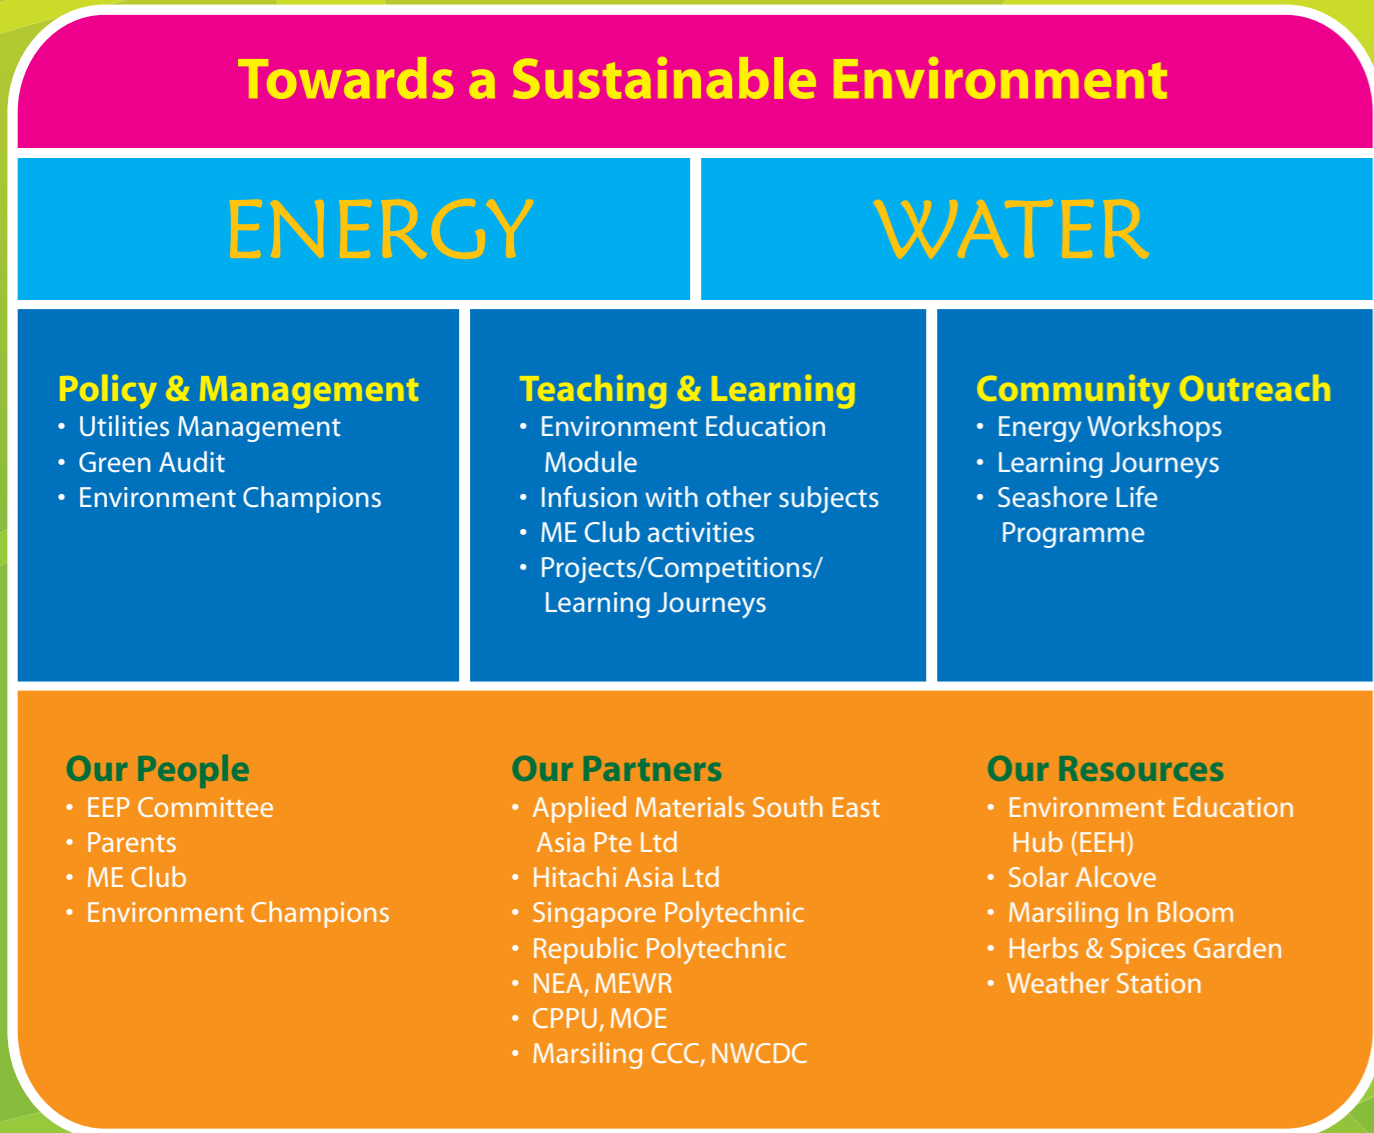 Towards a Sustainable Environment
ENERGY
WATER
Policy & Management
• Utilities Management
• Green Audit
• Environment Champions
Teaching & Learning
• Environment Education
Module
• Infusion with other subjects
• ME Club activities
• Projects/Competitions/
Learning Journeys
Community Outreach
• Energy Workshops
• Learning Journeys
• Seashore Life
Programme
Our People
• EEP Committee
• Parents
• ME Club
• Environment Champions
Our Partners
• Applied Materials South East
Asia Pte Ltd
• Hitachi Asia Ltd
• Singapore Polytechnic
• Republic Polytechnic
• NEA, MEWR
• CPPU, MOE
• Marsiling CCC, NWCDC
Our Resources
• Environment Education
Hub (EEH)
• Solar Alcove
• Marsiling In Bloom
• Herbs & Spices Garden
• Weather Station